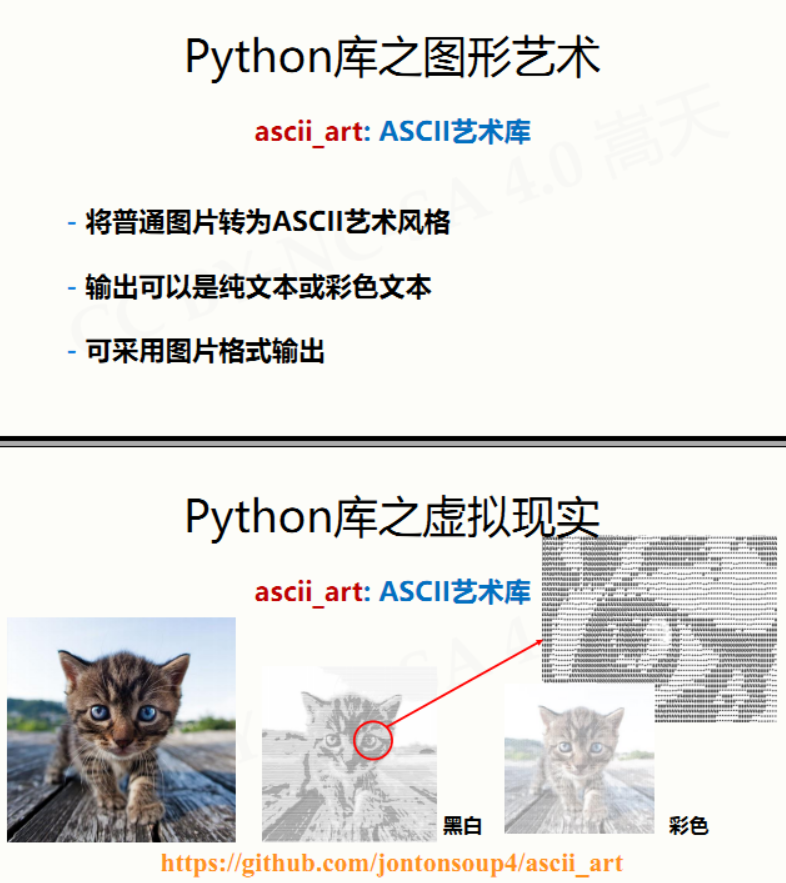 Python库之图形艺术
ascii_art: ASCII艺术库
- 将普通图片转为ASCII艺术风格
- 输出可以是纯文本或彩色文本
- 可采用图片格式输出
CC BY-NC-SA 4.0 嵩天
Python库之虚拟现实
ascii_art: ASCII艺术库
黑白
彩色
https://github.com/jontonsoup4/ascii_art